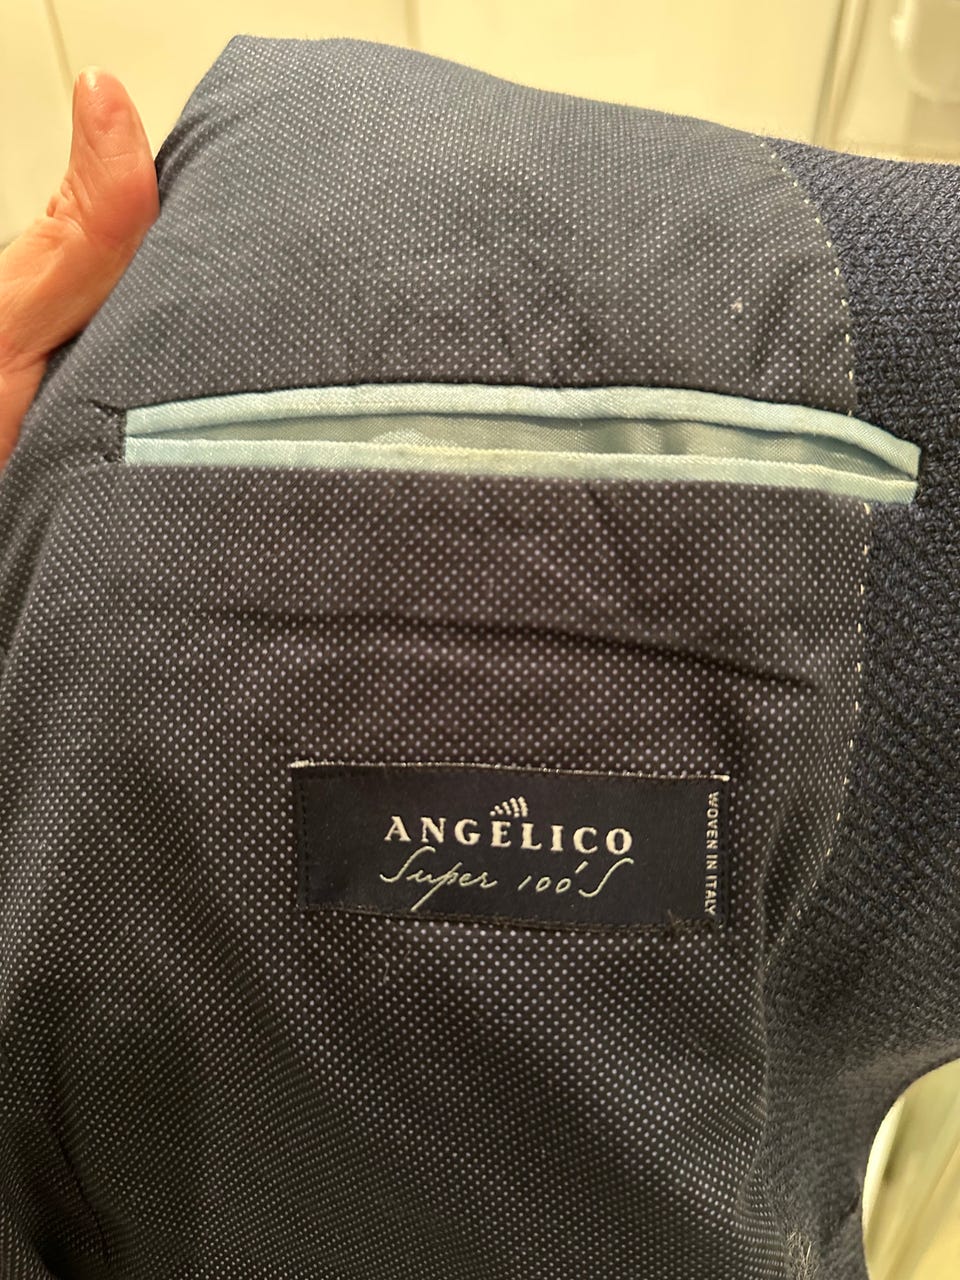 ANGELICO
Super 100'S
WOVEN IN ITALY